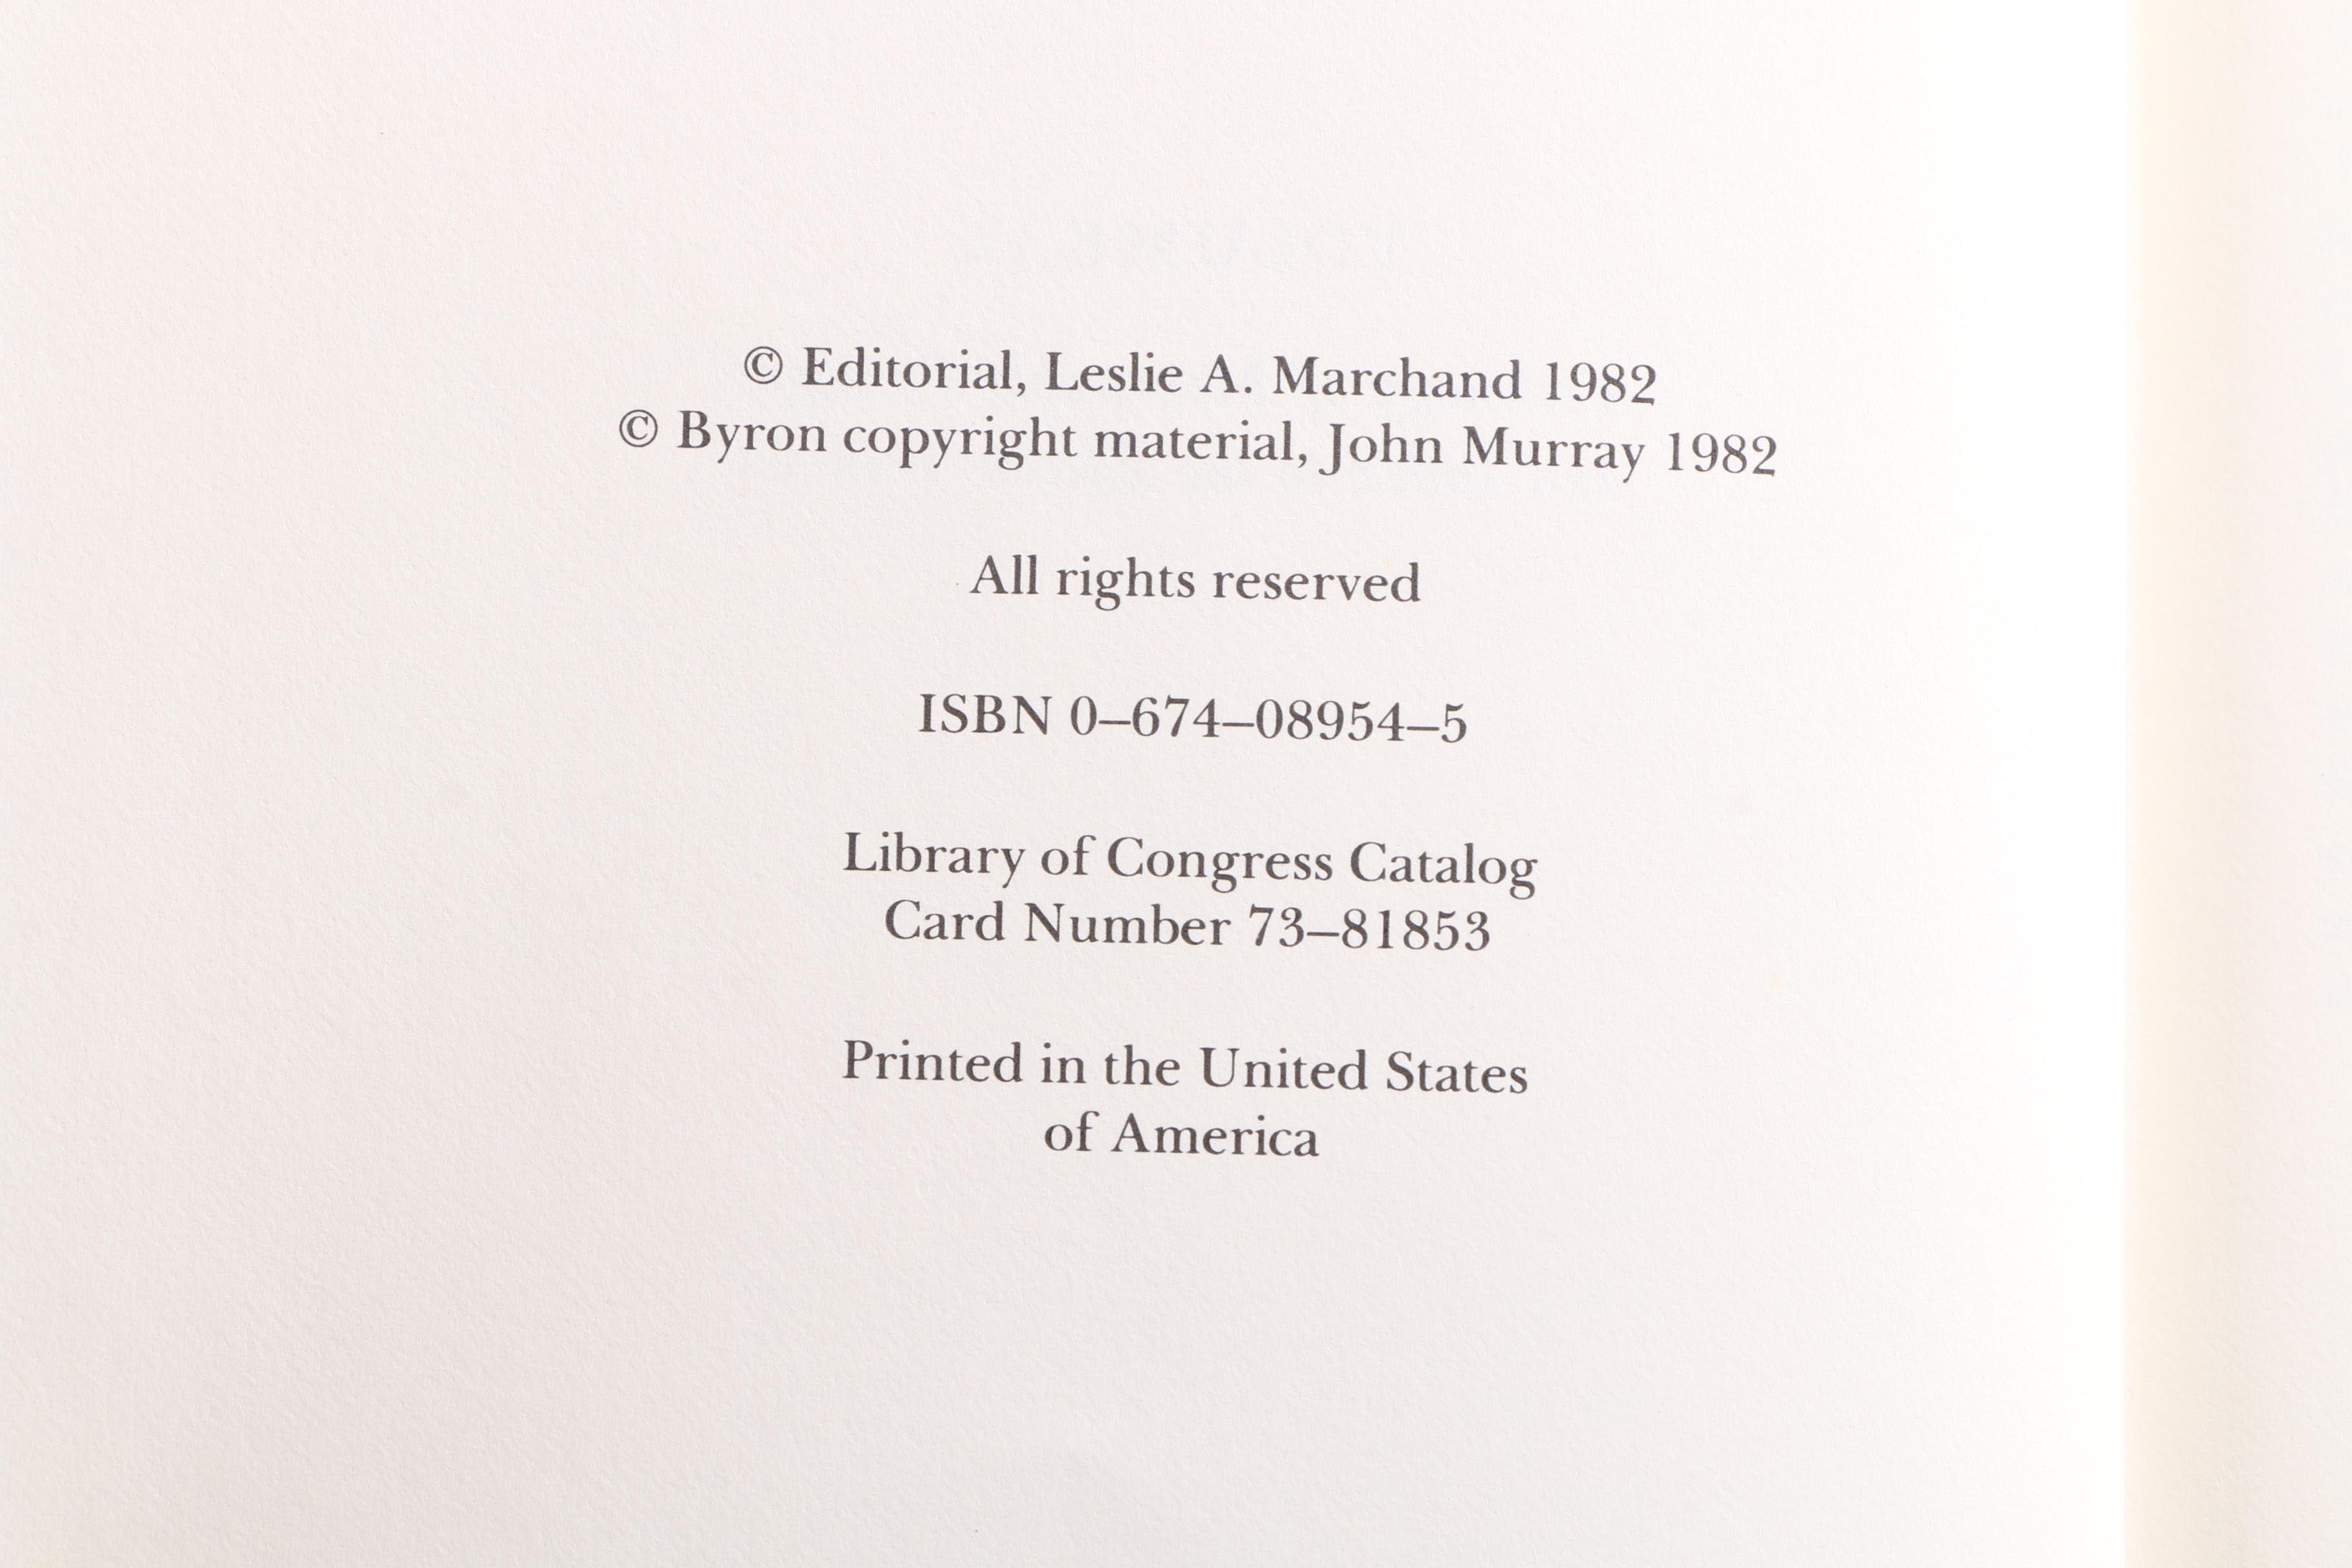 © Editorial, Leslie A. Marchand 1982
© Byron copyright material, John Murray 1982
All rights reserved
ISBN 0–674–08954–5
Library of Congress Catalog
Card Number 73–81853
Printed in the United States
of America